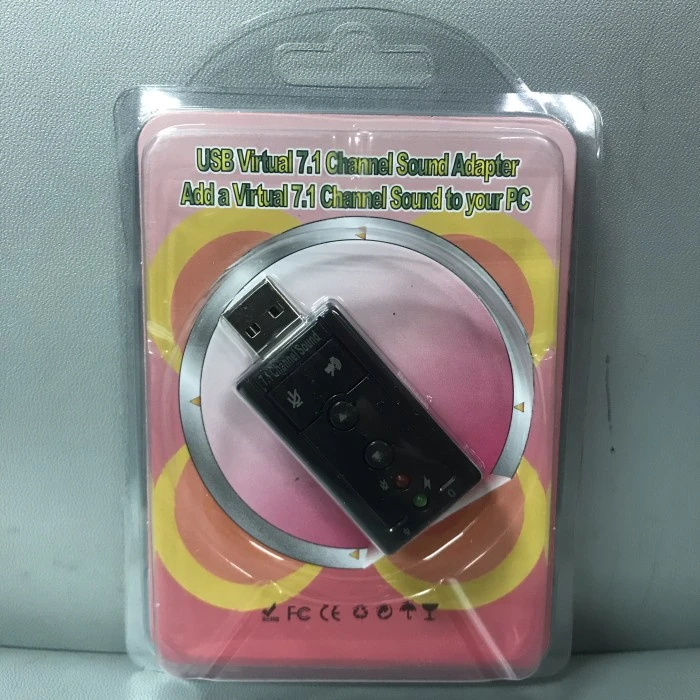 USB Virtual 7.1 Channel Sound Adapter
Add a Virtual 7.1 Channel Sound to your PC
7.1 Channel Sound
FC CE